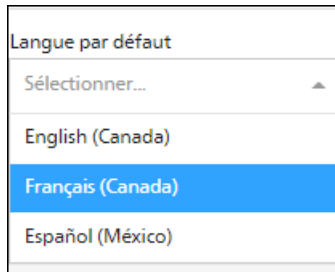 Langue par défaut
Sélectionner...
English (Canada)
Français (Canada)
Español (México)